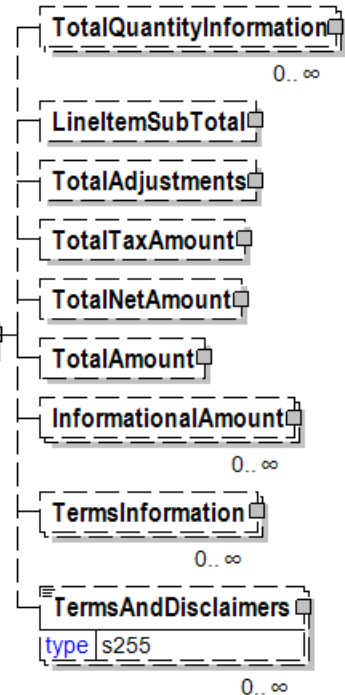 TotalQuantityInformation
0.. ∞
LineItemSubTotal
TotalAdjustments
TotalTaxAmount
TotalNetAmount
TotalAmount
InformationalAmount
0.. ∞
TermsInformation
0.. ∞
TermsAndDisclaimers
type s255
0.. ∞